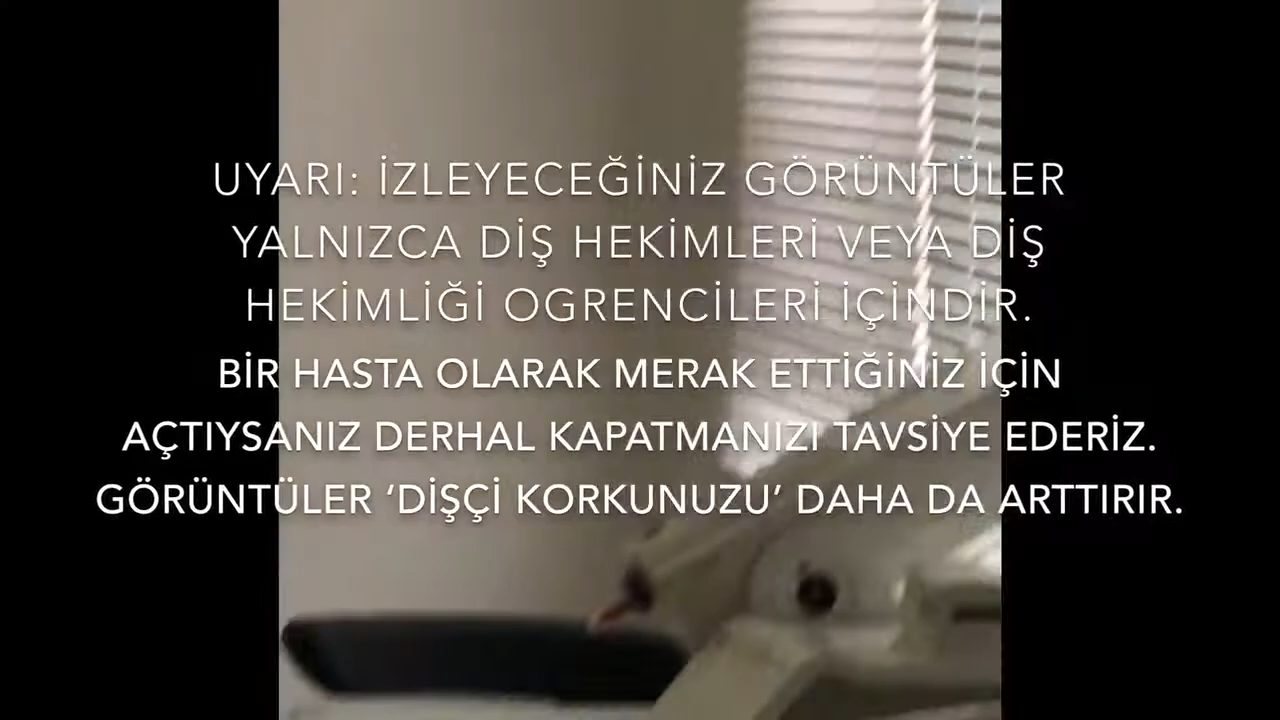 UYARI: İZLEYECEĞİNİZ GÖRÜNTÜLER
YALNIZCA DİŞ HEKİMLERİ VEYA DİŞ
HEKİMLİĞİ OGRENCİLERİ İÇİNDİR.
BİR HASTA OLARAK MERAK ETTİĞİNİZ İÇİN
AÇTIYSANIZ DERHAL KAPATMANIZI TAVSİYE EDERİZ.
GÖRÜNTÜLER ‘DİŞÇİ KORKUNUZU’ DAHA DA ARTTIRIR.